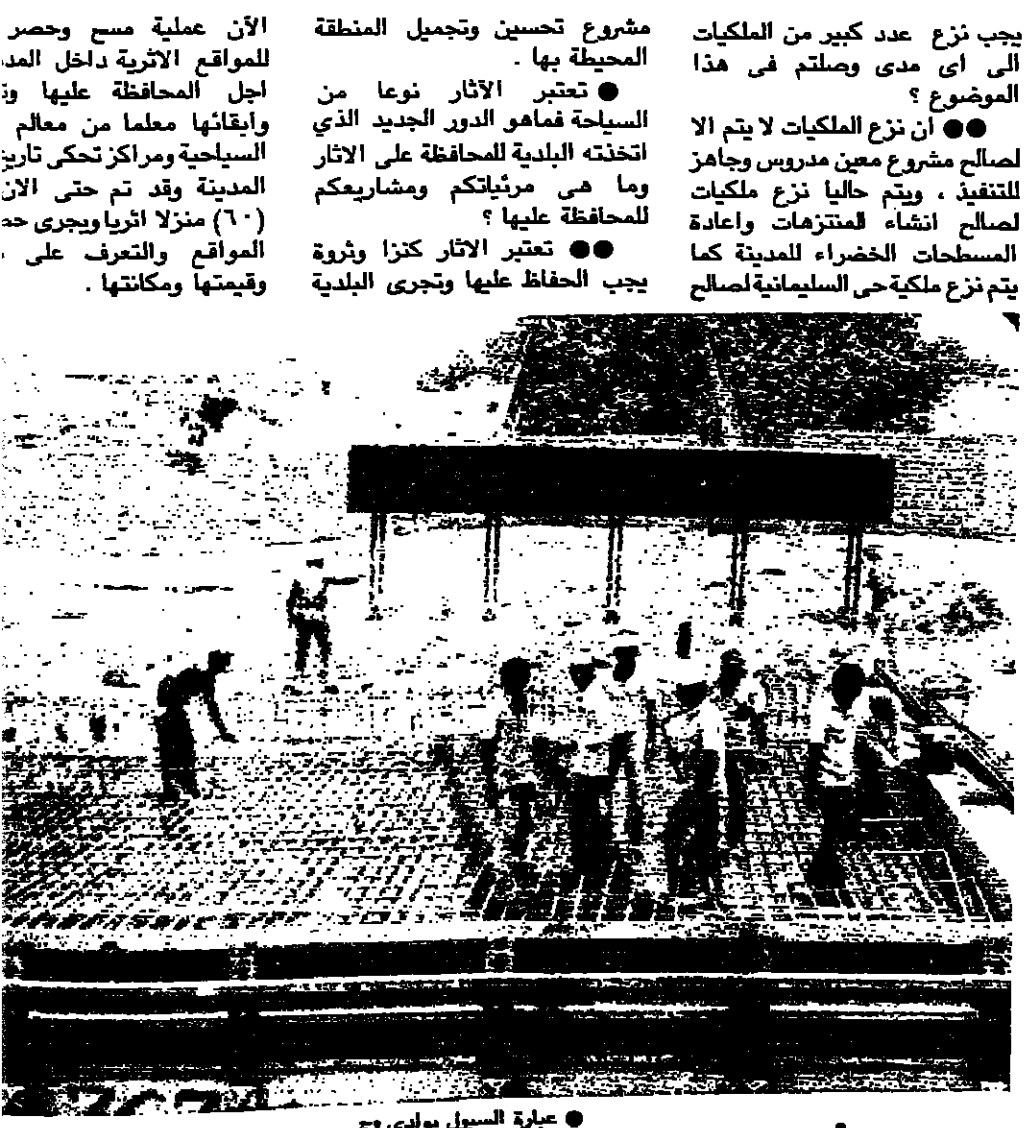 يجب نزع عدد كبير من الملكيات
الى اى مدى وصلتم فى هذا
الموضوع ؟
●● ان نزع الملكيات لا يتم الا
لصالح مشروع معين مدروس وجاهز
للتنفيذ ، ويتم حاليا نزع ملكيات
لصالح انشاء المنتزهات واعادة
المسطحات الخضراء للمدينة كما
يتم نزع ملكية حى السليمانية لصالح
مشروع تحسين وتجميل المنطقة
المحيطة بها .
● تعتبر الآثار نوعا من
السياحة فماهو الدور الجديد الذي
اتخذته البلدية للمحافظة على الاثار
وما هى مرئياتكم ومشاريعكم
للمحافظة عليها ؟
●● تعتبر الاثار كنزا وثروة
يجب الحفاظ عليها وتجرى البلدية
الآن عملية مسح وحصر
للمواقع الاثرية داخل
اجل المحافظة عليها
وابقائها معلما من معالم
السياحية ومراكز تحكى
المدينة وقد تم حتى الان
(٦٠) منزلا اثريا ويجرى
المواقع والتعرف على
وقيمتها ومكانتها .
● عبارة السيول بوادى وج